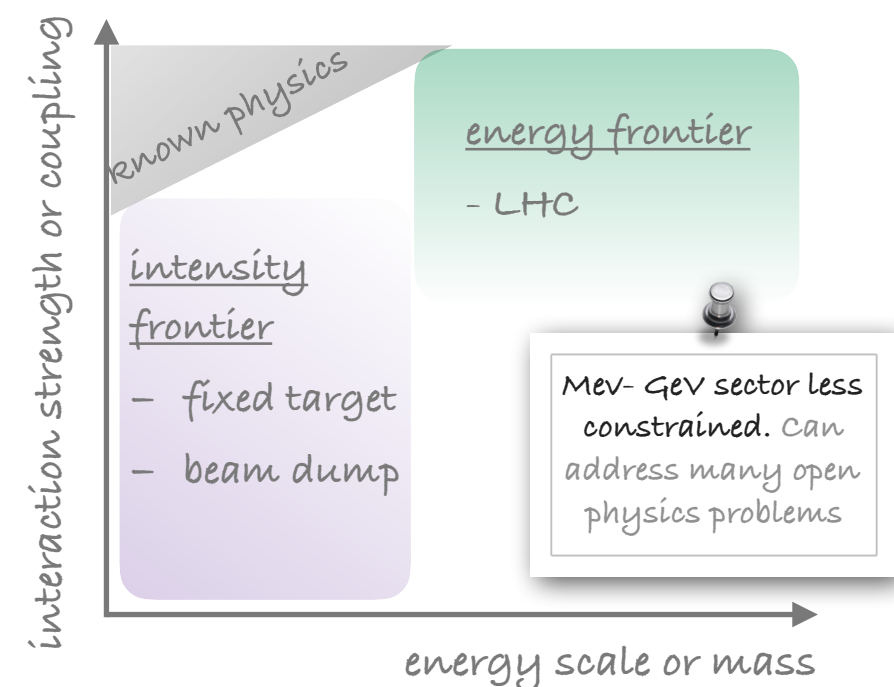 interaction strength or coupling
known physics
energy frontier
- LHC
intensity
frontier
– fixed target
– beam dump
Mev- GeV sector less
constrained. Can
address many open
physics problems
energy scale or mass